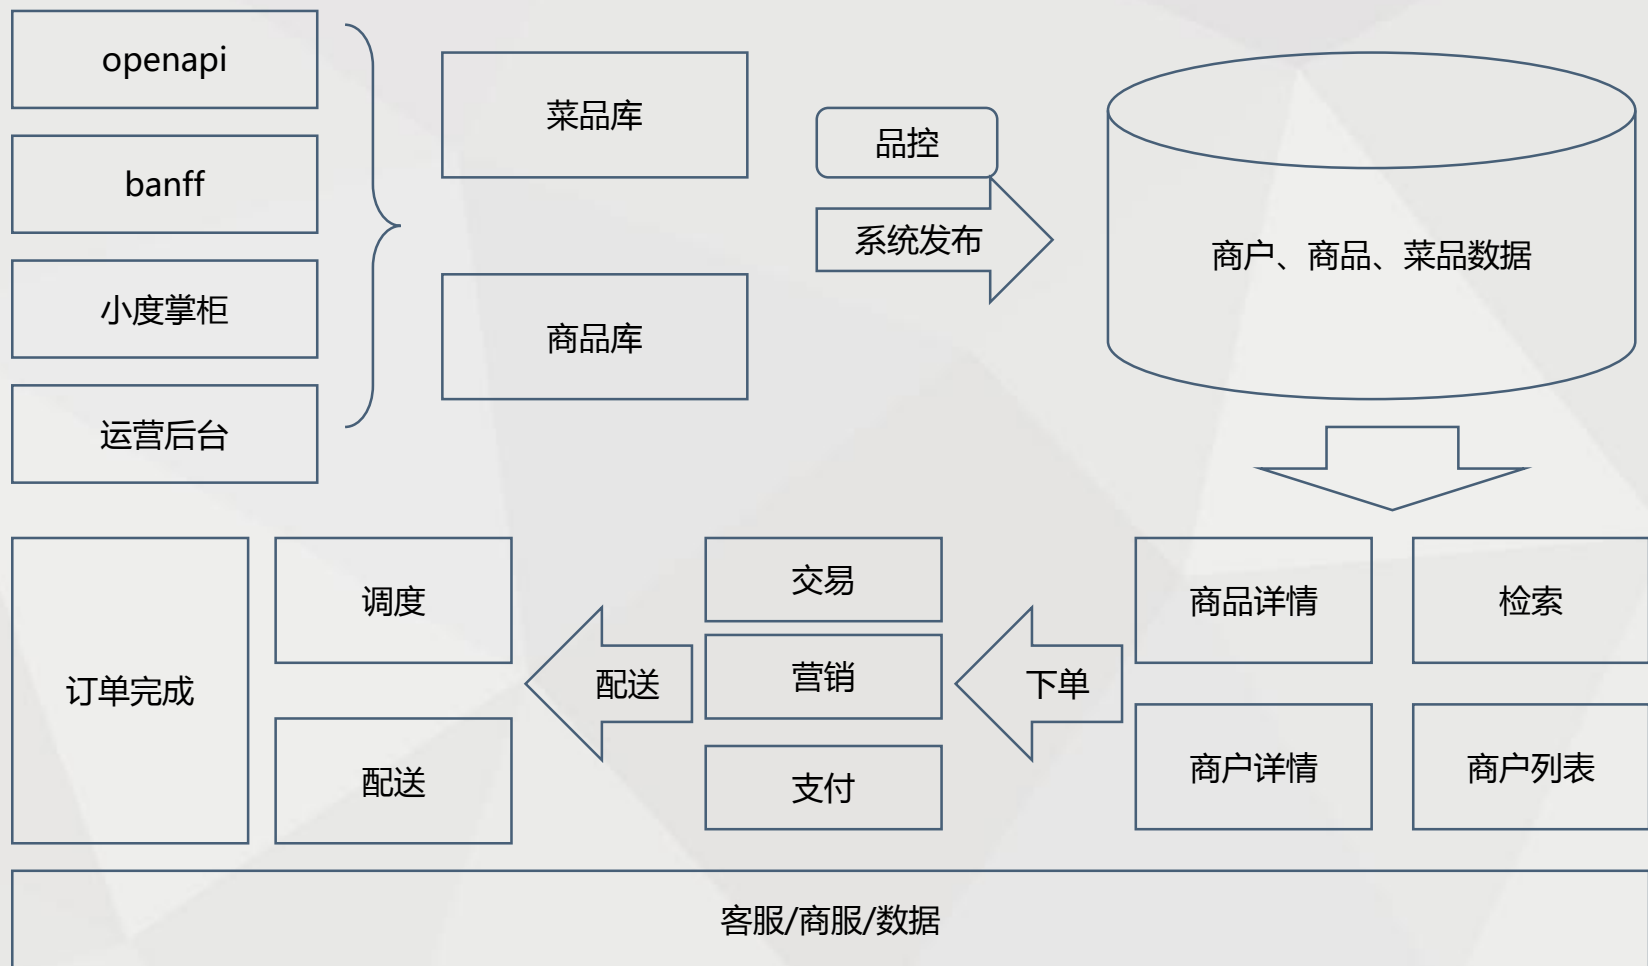 openapi
banff
小度掌柜
运营后台
菜品库
商品库
品控
系统发布
商户、商品、菜品数据
商品详情
检索
商户详情
商户列表
下单
交易
营销
支付
配送
调度
配送
订单完成
客服/商服/数据